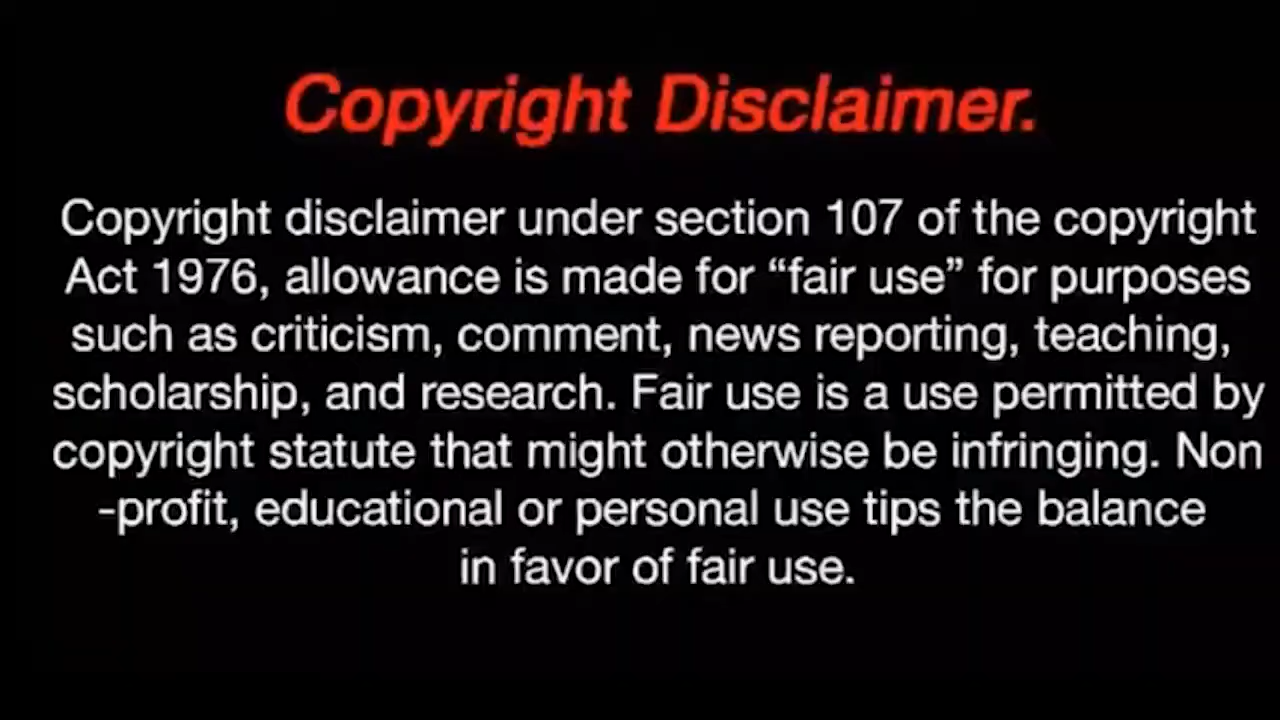 Copyright Disclaimer.
Copyright disclaimer under section 107 of the copyright
Act 1976, allowance is made for “fair use” for purposes
such as criticism, comment, news reporting, teaching,
scholarship, and research. Fair use is a use permitted by
copyright statute that might otherwise be infringing. Non
-profit, educational or personal use tips the balance
in favor of fair use.